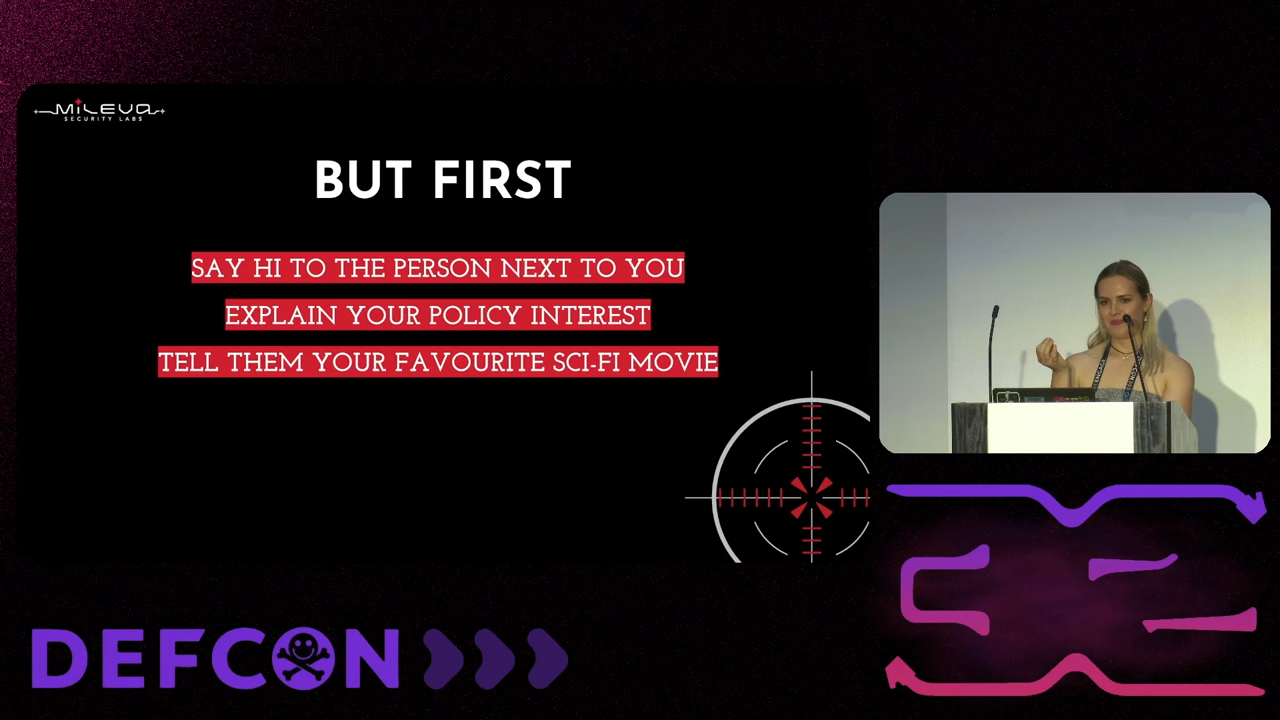 MILEVA
SECURITY LABS
BUT FIRST
SAY HI TO THE PERSON NEXT TO YOU
EXPLAIN YOUR POLICY INTEREST
TELL THEM YOUR FAVOURITE SCI-FI MOVIE
DEFCON